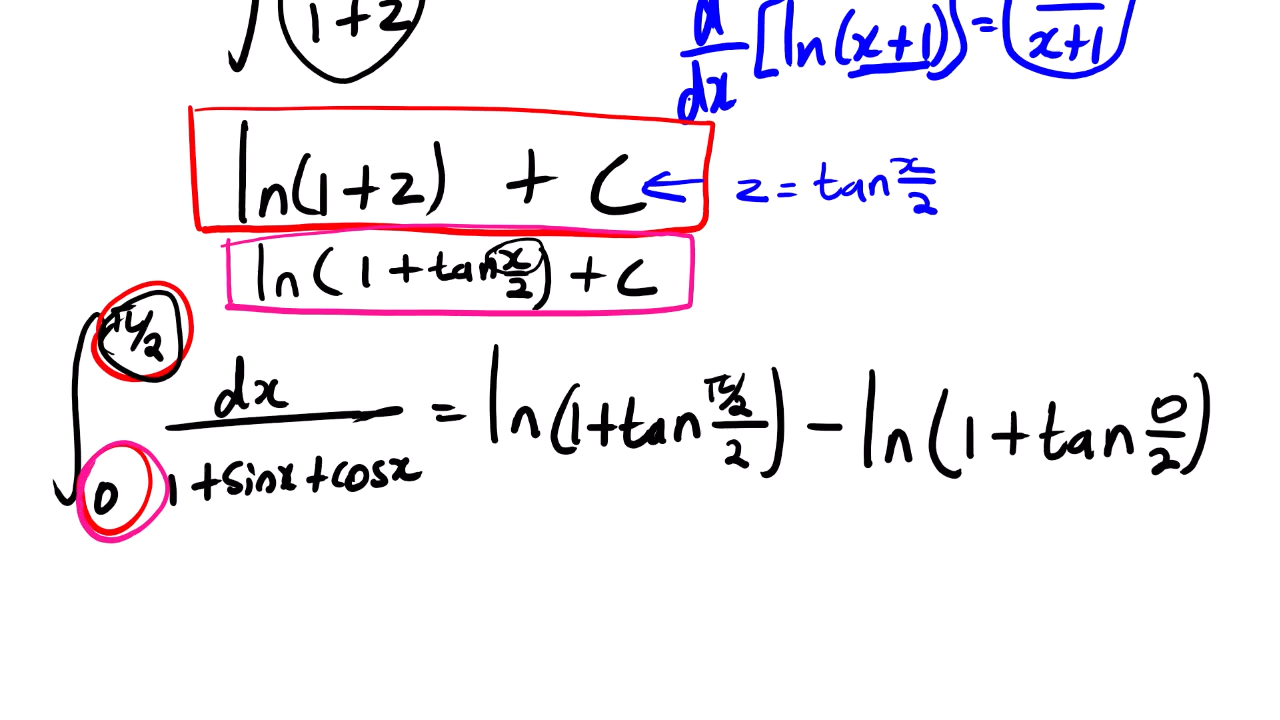 ∫ 1+z
d/dx [ln(x+1)] = 1/(x+1)
ln(1+z) + C ← z = tan x/2
ln(1+tan x/2) + C
∫₀^(π/2) dx/(1+sinx+cosx) = ln(1+tan (π/2)/2) − ln(1+tan 0/2)